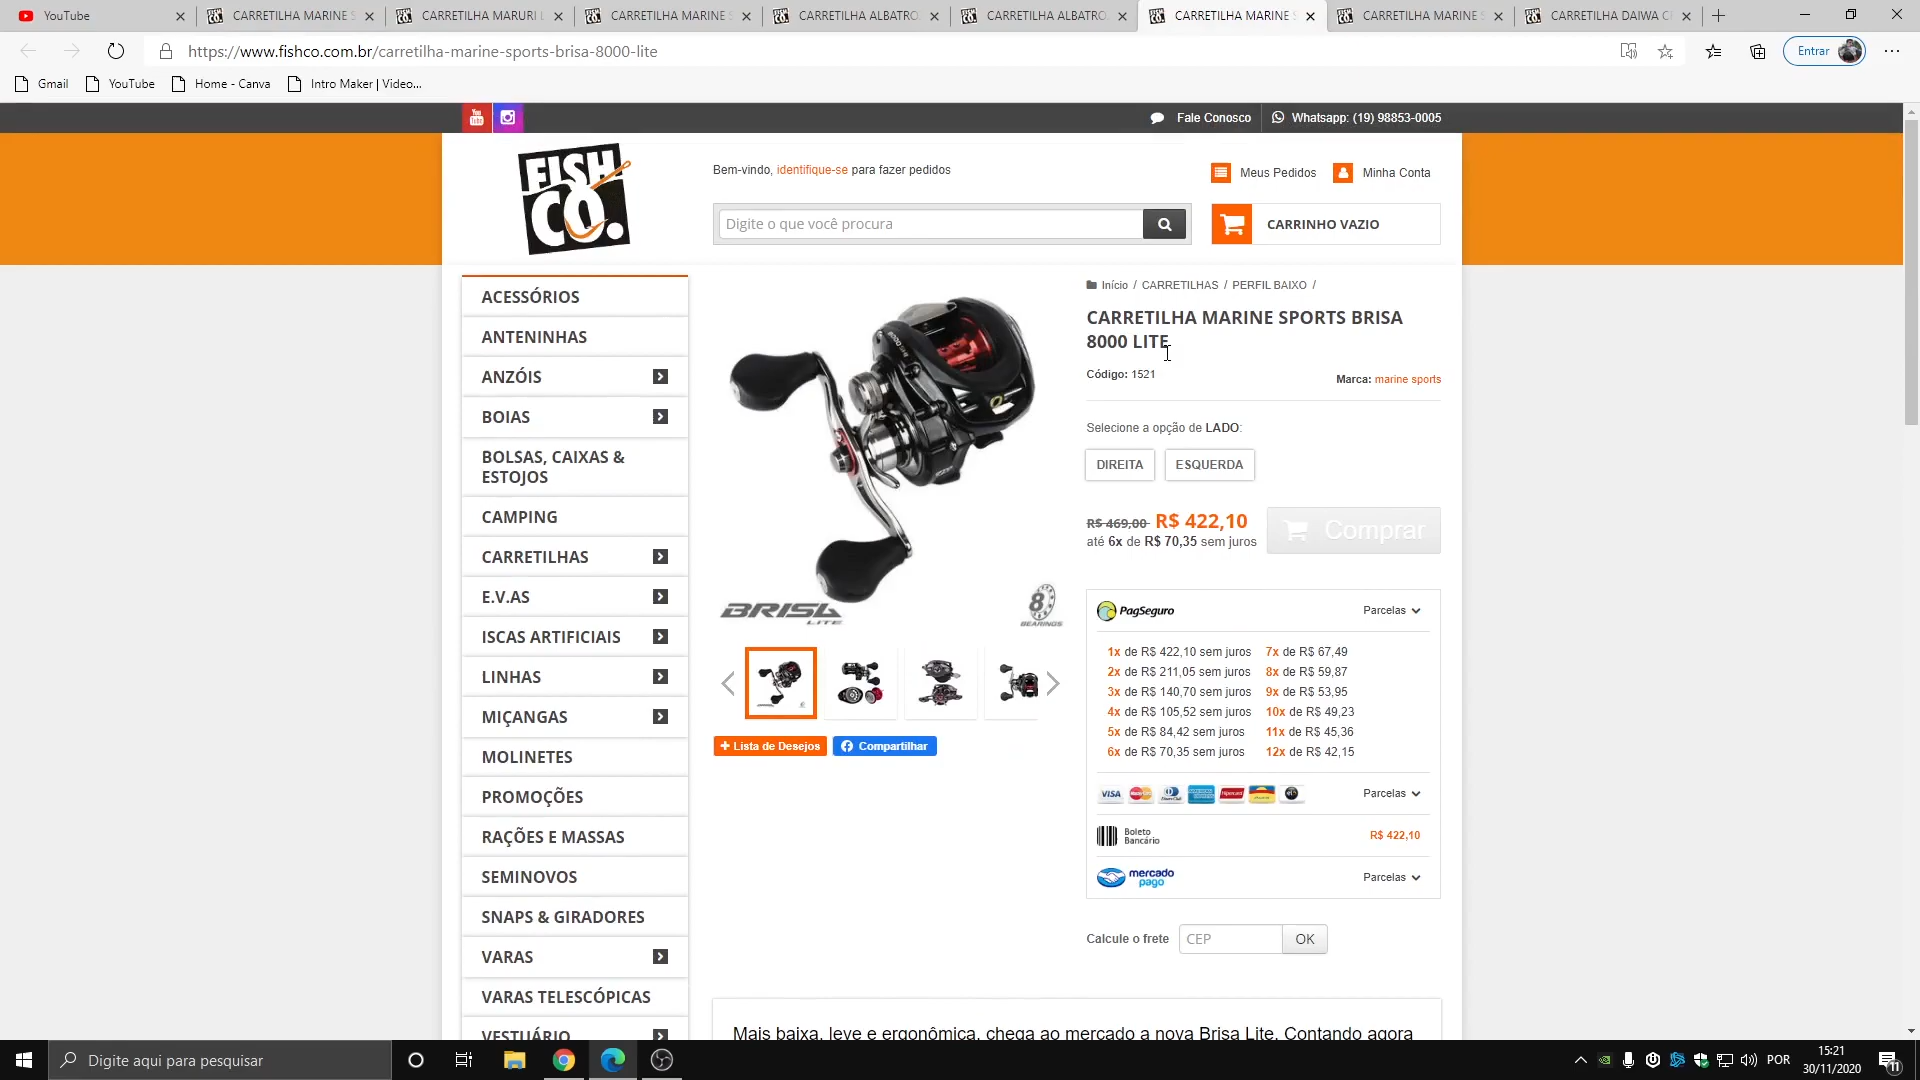 YouTube
CARRETILHA MARINE S
CARRETILHA MARURI
CARRETILHA MARINE S
CARRETILHA ALBATRO
CARRETILHA ALBATRO
CARRETILHA MARINE S
CARRETILHA MARINE S
CARRETILHA DAIWA C
https://www.fishco.com.br/carretilha-marine-sports-brisa-8000-lite
Entrar
Gmail
YouTube
Home - Canva
Intro Maker | Video...
You Tube
Fale Conosco
Whatsapp: (19) 98853-0005
FISH CO.
Bem-vindo, identifique-se para fazer pedidos
Meus Pedidos
Minha Conta
Digite o que você procura
CARRINHO VAZIO
ACESSÓRIOS
ANTENINHAS
ANZÓIS
BOIAS
BOLSAS, CAIXAS &
ESTOJOS
CAMPING
CARRETILHAS
E.V.AS
ISCAS ARTIFICIAIS
LINHAS
MIÇANGAS
MOLINETES
PROMOÇÕES
RAÇÕES E MASSAS
SEMINOVOS
SNAPS & GIRADORES
VARAS
VARAS TELESCÓPICAS
VESTUÁRIO
BRISA
LITE
8
BEARINGS
Lista de Desejos
Compartilhar
Início / CARRETILHAS / PERFIL BAIXO /
CARRETILHA MARINE SPORTS BRISA
8000 LITE
Código: 1521
Marca: marine sports
Selecione a opção de LADO:
DIREITA
ESQUERDA
R$ 469,00 R$ 422,10
até 6x de R$ 70,35 sem juros
Comprar
PagSeguro
Parcelas
1x de R$ 422,10 sem juros
7x de R$ 67,49
2x de R$ 211,05 sem juros
8x de R$ 59,87
3x de R$ 140,70 sem juros
9x de R$ 53,95
4x de R$ 105,52 sem juros
10x de R$ 49,23
5x de R$ 84,42 sem juros
11x de R$ 45,36
6x de R$ 70,35 sem juros
12x de R$ 42,15
VISA
Parcelas
Boleto
Bancário
R$ 422,10
mercado
pago
Parcelas
Calcule o frete
CEP
OK
Mais baixa, leve e ergonômica, chega ao mercado a nova Brisa Lite. Contando agora
Digite aqui para pesquisar
POR
15:21
30/11/2020
11